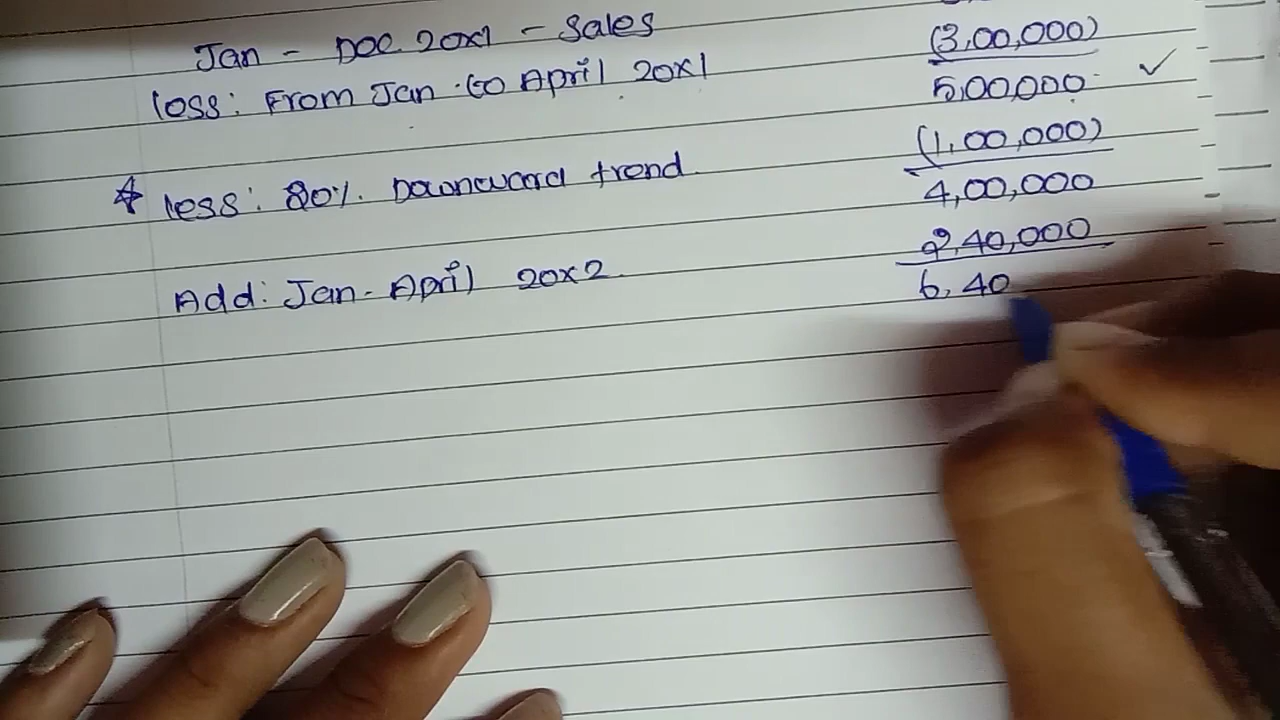 Jan - Dec 20x1 - Sales
less: From Jan to April 20x1 (3,00,000)
5,00,000 ✓
* less: 20% Downward trend (1,00,000)
4,00,000
Add: Jan - April 20x2 2,40,000
6,40